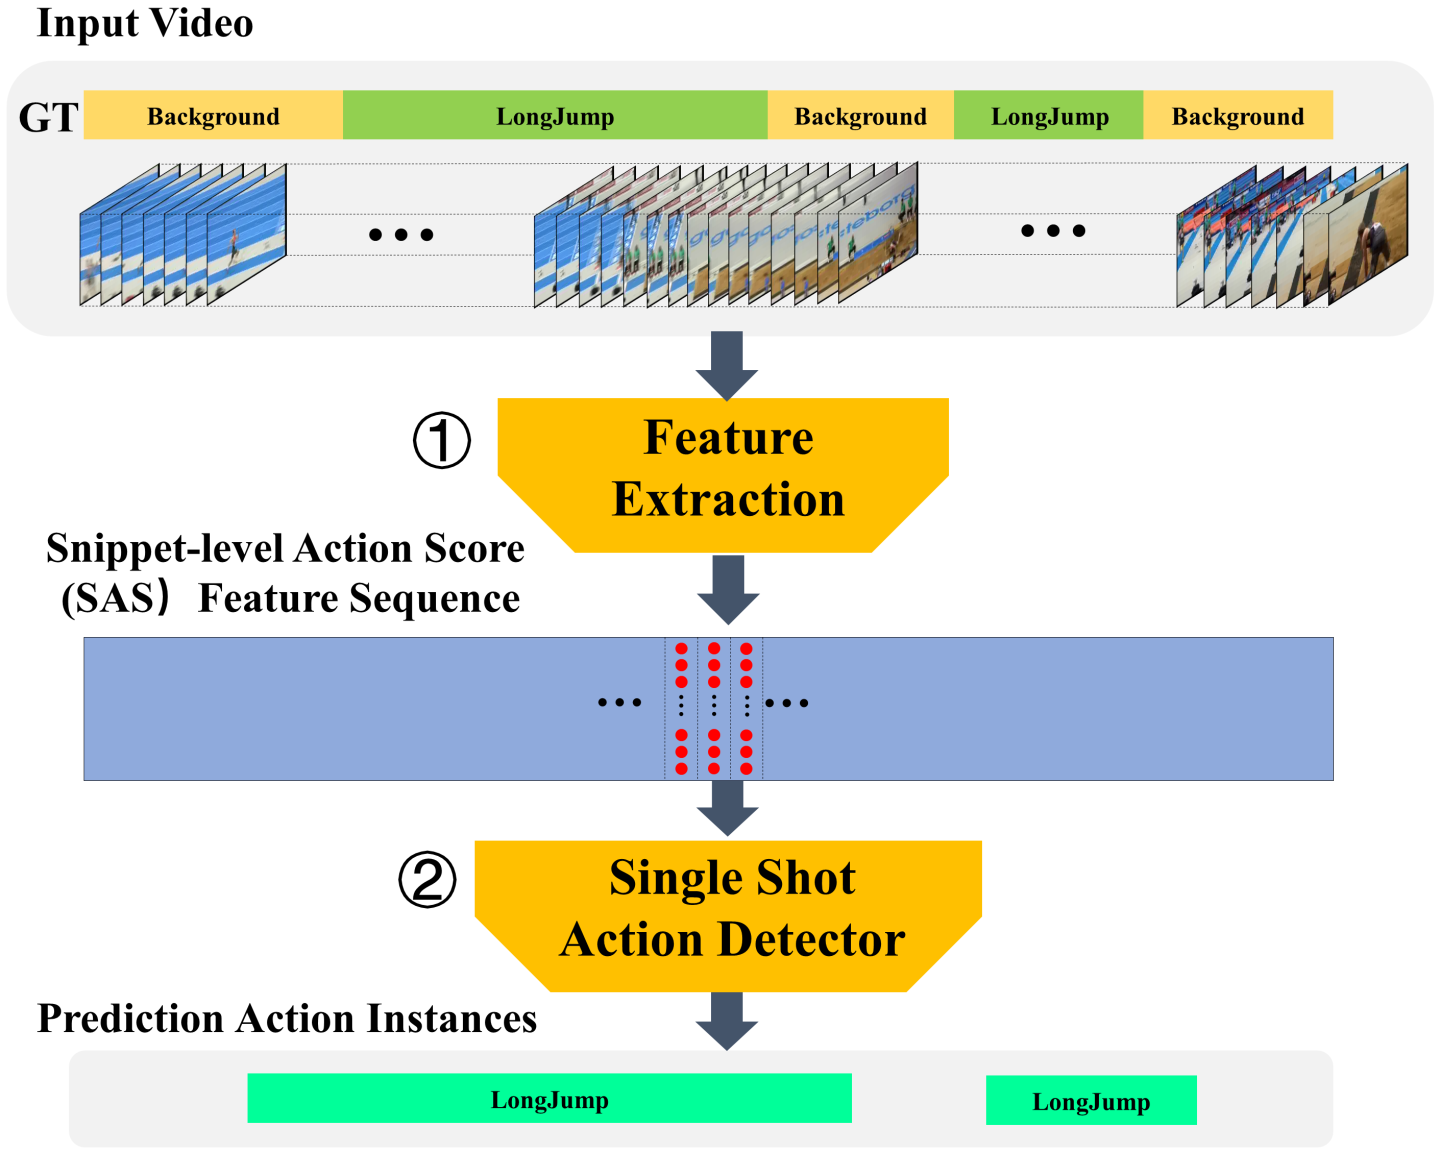 Input Video
GT Background LongJump Background LongJump Background
①
Feature
Extraction
Snippet-level Action Score
(SAS）Feature Sequence
②
Single Shot
Action Detector
Prediction Action Instances
LongJump LongJump